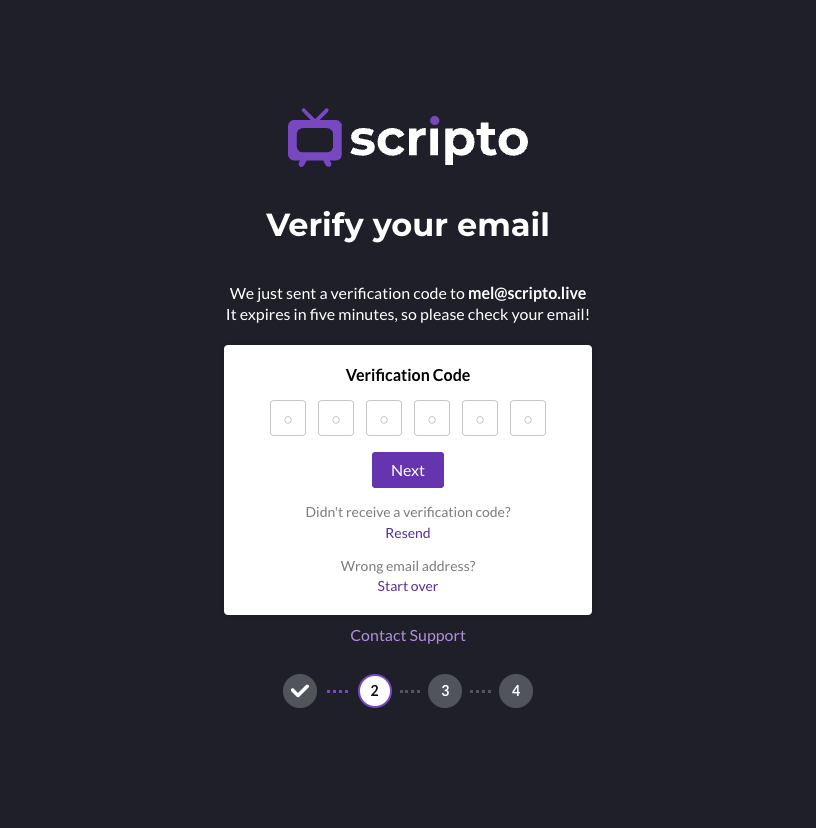 scripto
Verify your email
We just sent a verification code to mel@scripto.live
It expires in five minutes, so please check your email!
Verification Code
Next
Didn't receive a verification code?
Resend
Wrong email address?
Start over
Contact Support
2 3 4